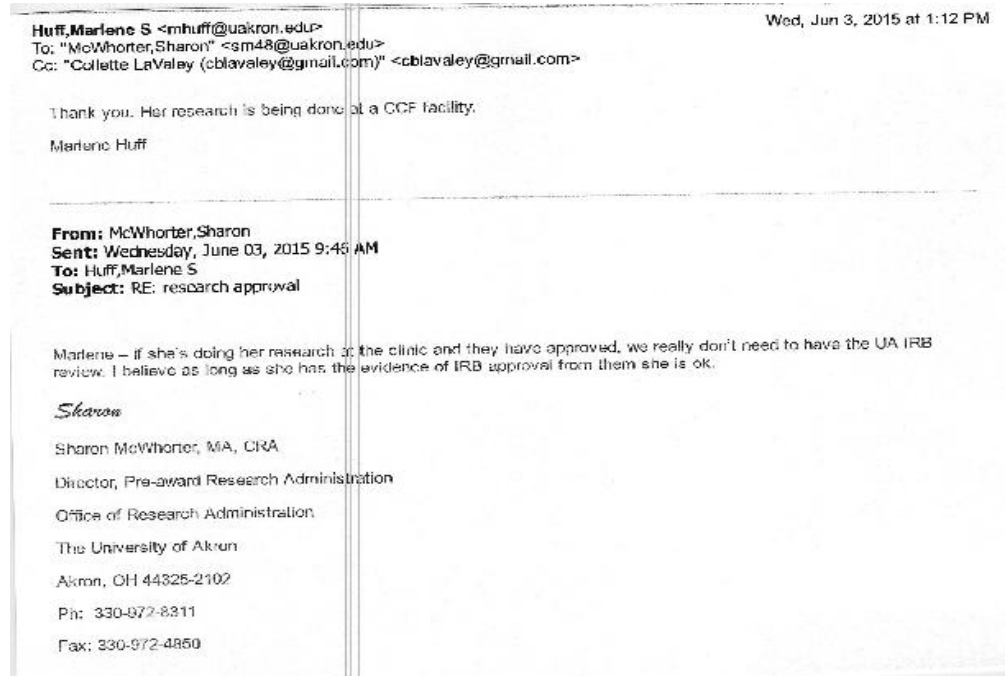 Huff,Marlene S <mhuff@uakron.edu>
Wed, Jun 3, 2015 at 1:12 PM
To: "McWhorter,Sharon" <sm48@uakron.edu>
Cc: "Collette LaValey (cblavaley@gmail.com)" <cblavaley@gmail.com>
Thank you. Her research is being done at a CCF facility.
Marlene Huff
From: McWhorter,Sharon
Sent: Wednesday, June 03, 2015 9:46 AM
To: Huff,Marlene S
Subject: RE: research approval
Marlene – if she's doing her research at the clinic and they have approved, we really don't need to have the UA IRB
review. I believe as long as she has the evidence of IRB approval from them she is ok.
Sharon
Sharon McWhorter, MA, CRA
Director, Pre-award Research Administration
Office of Research Administration
The University of Akron
Akron, OH 44325-2102
Ph: 330-972-8311
Fax: 330-972-4850